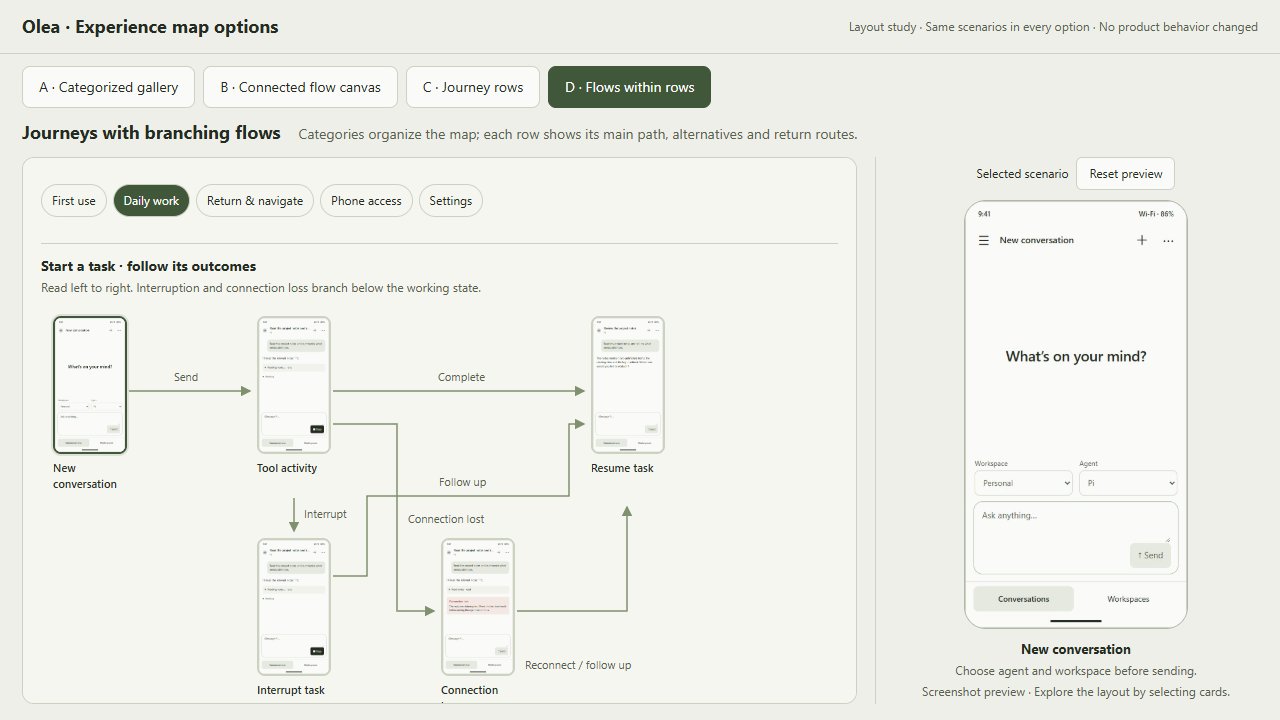 Olea · Experience map options
Layout study · Same scenarios in every option · No product behavior changed
A · Categorized gallery
B · Connected flow canvas
C · Journey rows
D · Flows within rows
Journeys with branching flows
Categories organize the map; each row shows its main path, alternatives and return routes.
First use
Daily work
Return & navigate
Phone access
Settings
Start a task · follow its outcomes
Read left to right. Interruption and connection loss branch below the working state.
New conversation
What's on your mind?
Send
Complete
New
conversation
Tool activity
Resume task
Follow up
Interrupt
Connection lost
Reconnect / follow up
Interrupt task
Connection
Selected scenario
Reset preview
9:41
Wi-Fi · 86%
☰ New conversation + ...
What's on your mind?
Workspace
Agent
Personal
Pi
Ask anything...
↑ Send
Conversations
Workspaces
New conversation
Choose agent and workspace before sending.
Screenshot preview · Explore the layout by selecting cards.